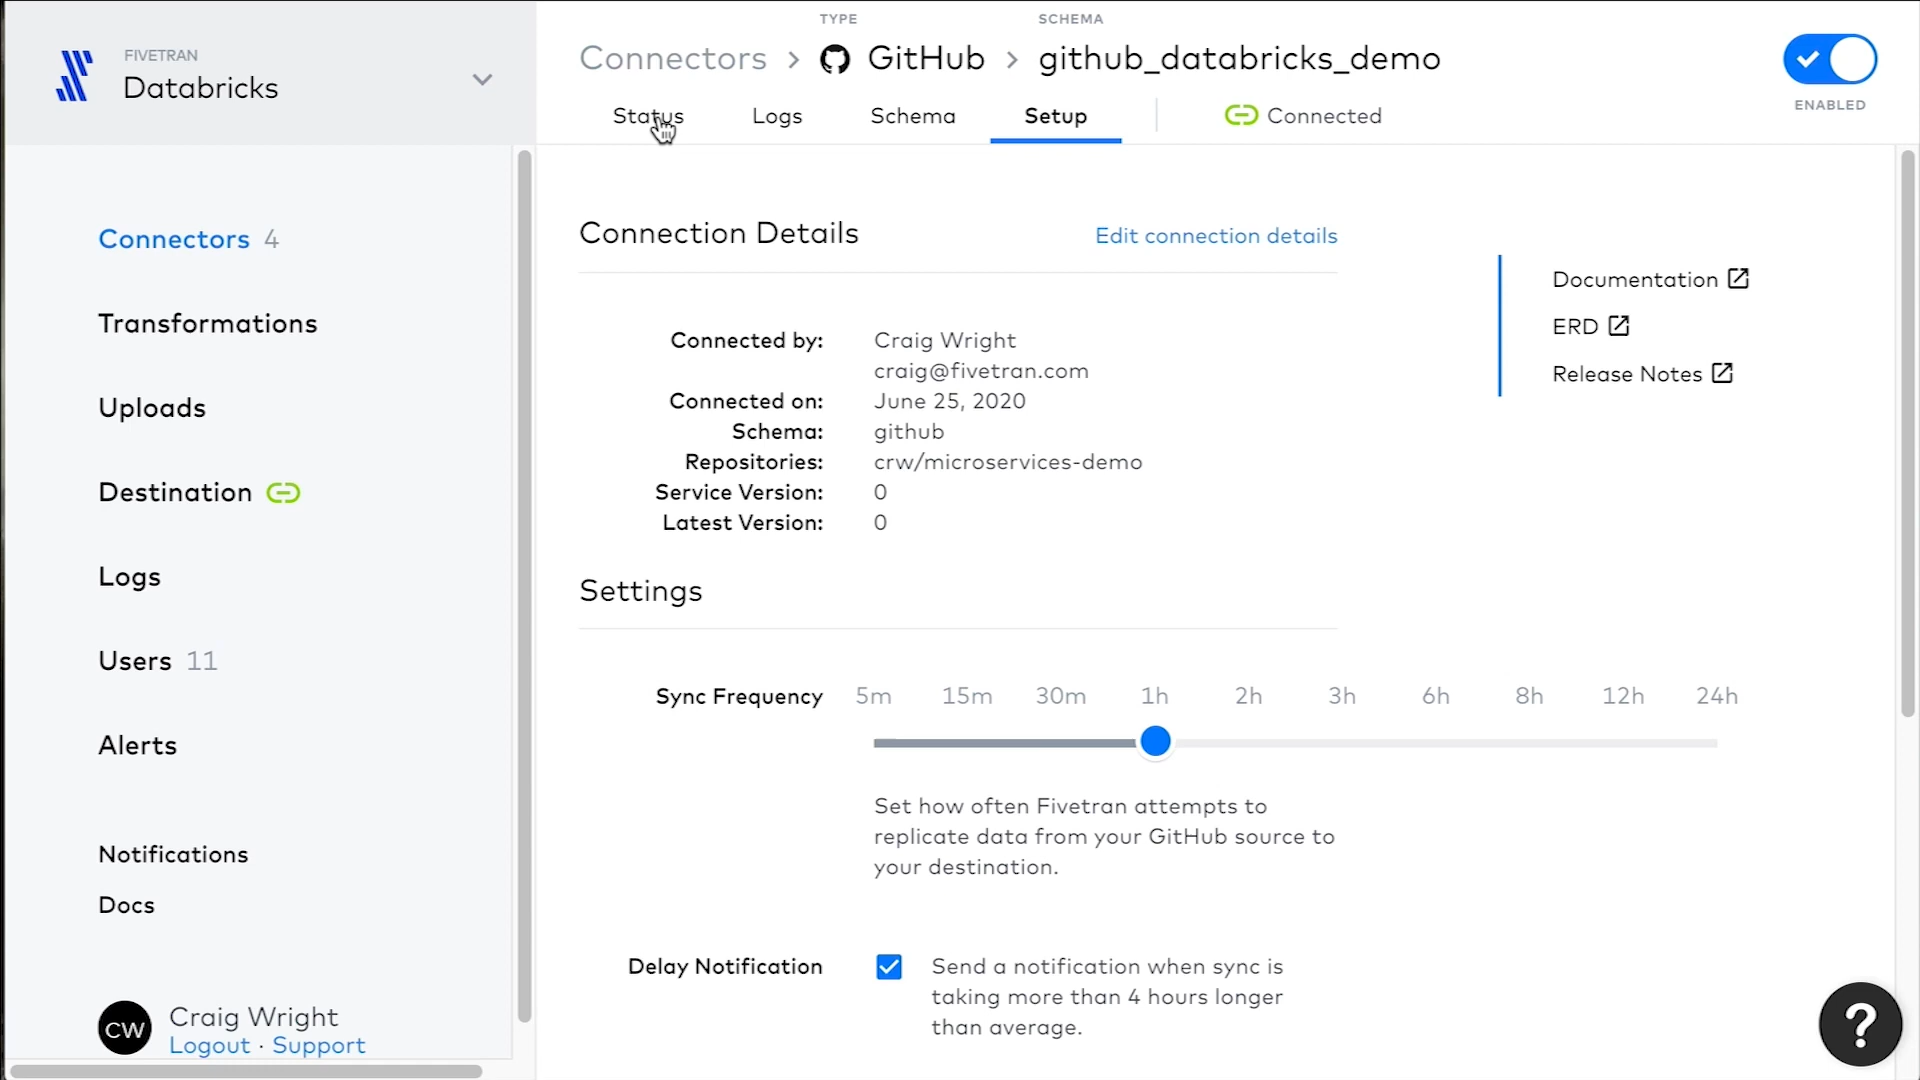 FIVETRAN
Databricks
TYPE
SCHEMA
Connectors > GitHub > github_databricks_demo
Status
Logs
Schema
Setup
Connected
ENABLED
Connectors 4
Transformations
Uploads
Destination
Logs
Users 11
Alerts
Notifications
Docs
CW
Craig Wright
Logout · Support
Connection Details
Edit connection details
Connected by: Craig Wright
craig@fivetran.com
Connected on: June 25, 2020
Schema: github
Repositories: crw/microservices-demo
Service Version: 0
Latest Version: 0
Documentation
ERD
Release Notes
Settings
Sync Frequency 5m 15m 30m 1h 2h 3h 6h 8h 12h 24h
Set how often Fivetran attempts to
replicate data from your GitHub source to
your destination.
Delay Notification Send a notification when sync is
taking more than 4 hours longer
than average.
?